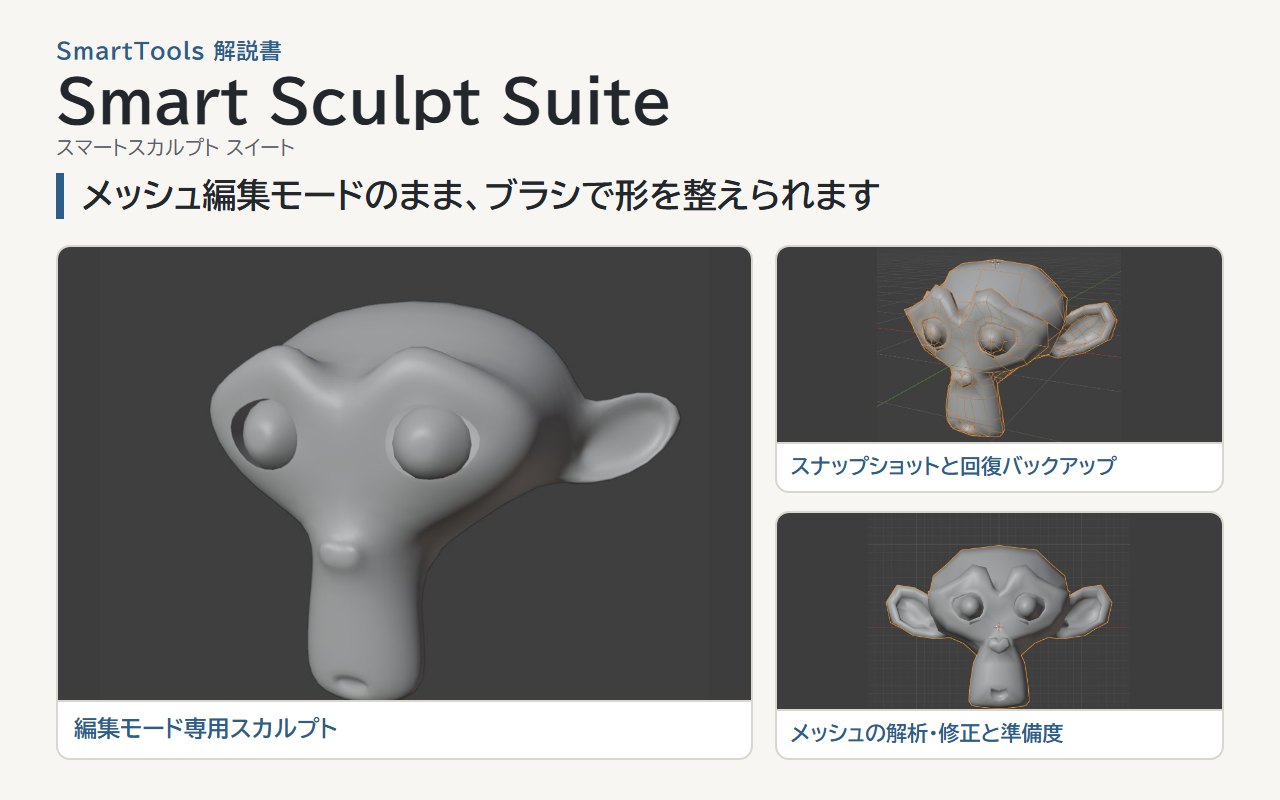 SmartTools 解説書
Smart Sculpt Suite
スマートスカルプト スイート
メッシュ編集モードのまま、ブラシで形を整えられます
編集モード専用スカルプト
スナップショットと回復バックアップ
メッシュの解析・修正と準備度